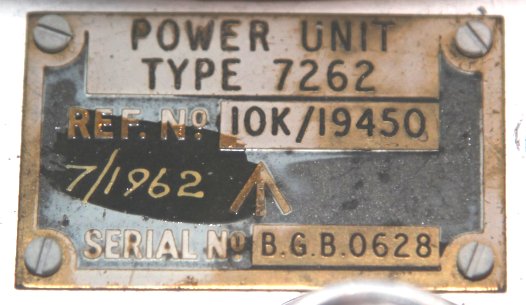 POWER UNIT
TYPE 7262
REF. No 10K/19450
7/1962
SERIAL No B.G.B.0628